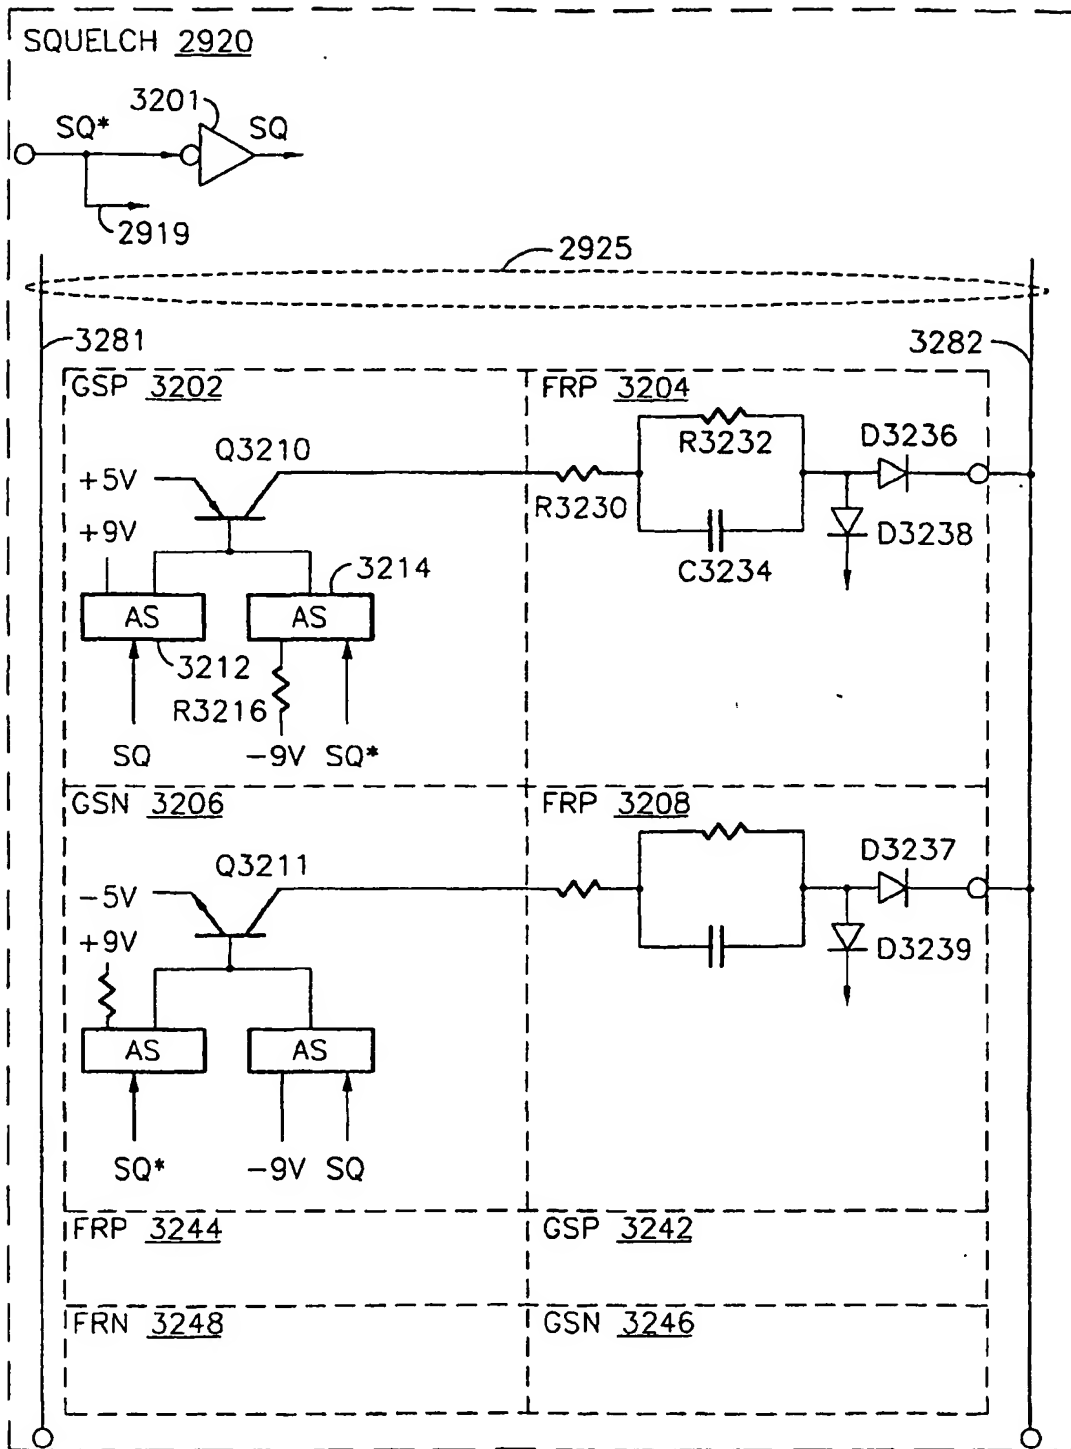 SQUELCH 2920
3201
SQ* SQ
2919
2925
3281 3282
GSP 3202 FRP 3204
Q3210 R3232 D3236
+5V R3230
+9V C3234 D3238
3214
AS AS
3212
R3216
SQ -9V SQ*
GSN 3206 FRP 3208
Q3211 D3237
-5V
+9V D3239
AS AS
SQ* -9V SQ
FRP 3244 GSP 3242
FRN 3248 GSN 3246